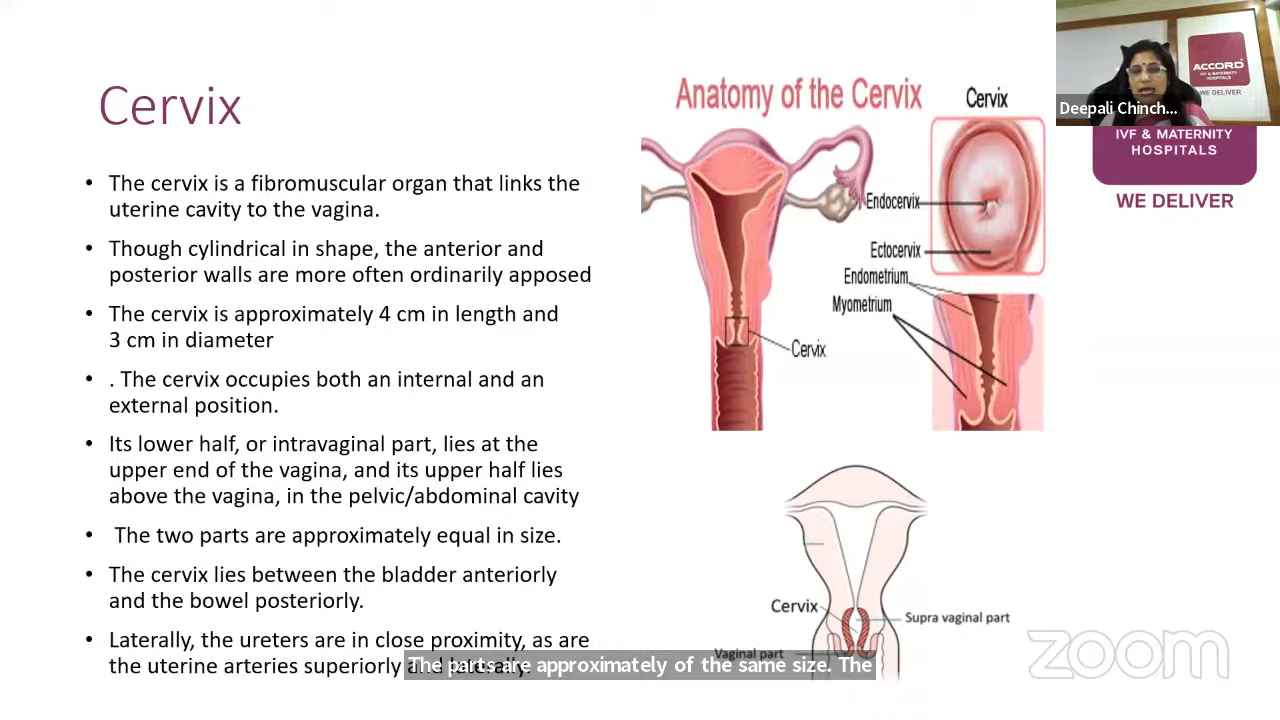 Cervix
• The cervix is a fibromuscular organ that links the
uterine cavity to the vagina.
• Though cylindrical in shape, the anterior and
posterior walls are more often ordinarily apposed
• The cervix is approximately 4 cm in length and
3 cm in diameter
• . The cervix occupies both an internal and an
external position.
• Its lower half, or intravaginal part, lies at the
upper end of the vagina, and its upper half lies
above the vagina, in the pelvic/abdominal cavity
• The two parts are approximately equal in size.
• The cervix lies between the bladder anteriorly
and the bowel posteriorly.
• Laterally, the ureters are in close proximity, as are
the uterine arteries superiorly and laterally.
Anatomy of the Cervix
Cervix
Endocervix
Ectocervix
Endometrium
Myometrium
Cervix
Cervix
Supra vaginal part
Vaginal part
The parts are approximately of the same size. The
ACCORD
IVF & MATERNITY
HOSPITALS
WE DELIVER
Deepali Chinch...
IVF & MATERNITY
HOSPITALS
WE DELIVER
zoom